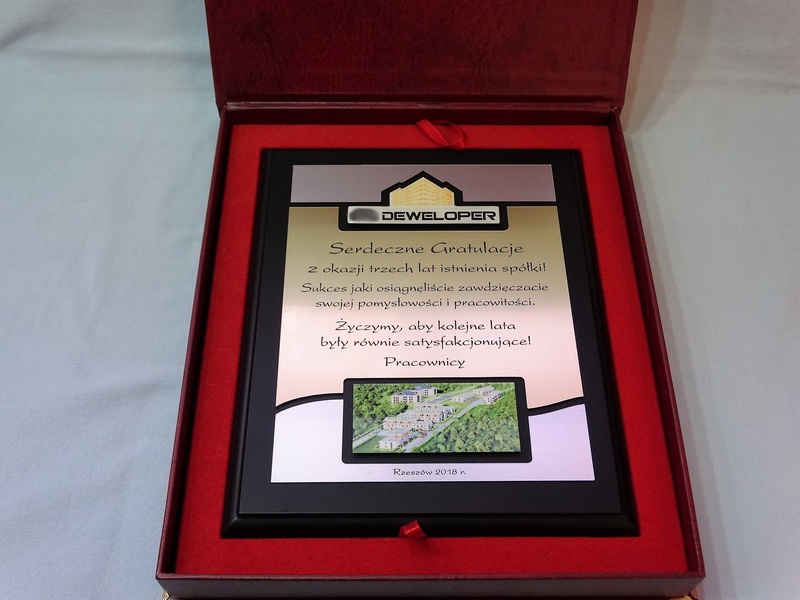 DEWELOPER
Serdeczne Gratulacje
z okazji trzech lat istnienia spółki!
Sukces jaki osiągnęliście zawdzięczacie
swojej pomysłowości i pracowitości.
Życzymy, aby kolejne lata
były równie satysfakcjonujące!
Pracownicy
Rzeszów 2018 r.